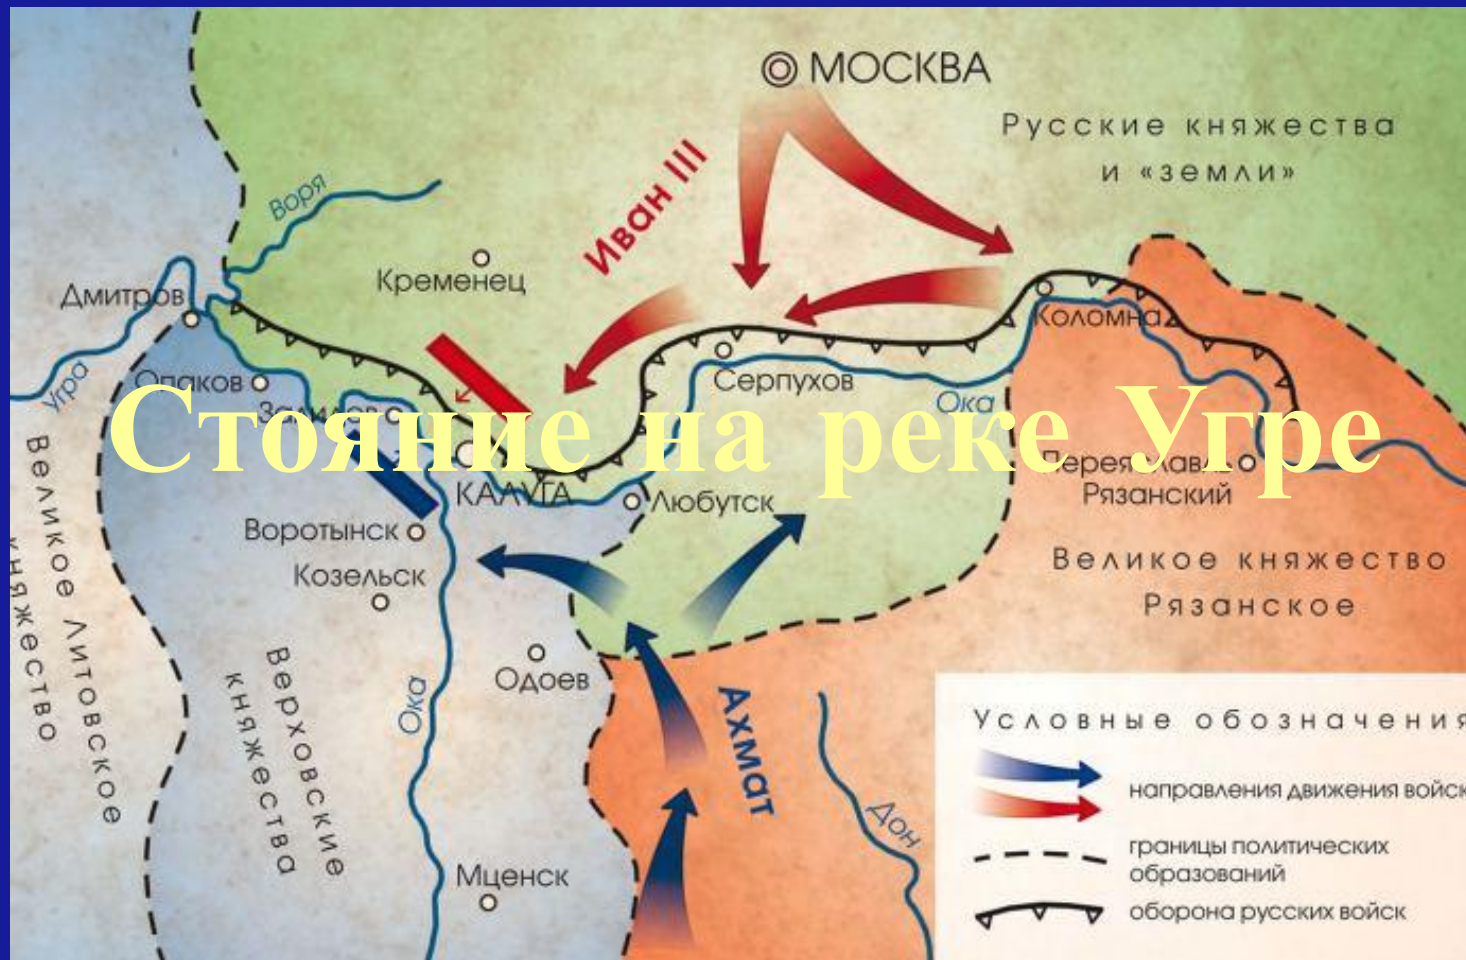 МОСКВА
Русские княжества
и «земли»
Иван III
Воря
Кременец
Дмитров
Коломна
Угра
Опаков
Залидов
Серпухов
Ока
Стояние на реке Угре
Переяславль
Рязанский
КАЛУГА
Любутск
Воротынск
Козельск
Великое Литовское
княжество
Великое княжество
Рязанское
Верховские
княжества
Одоев
Ока
Ахмат
Дон
Мценск
Условные обозначения
направления движения войск
границы политических
образований
оборона русских войск